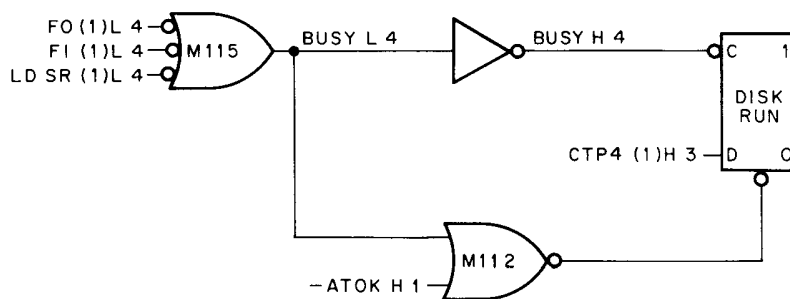 FO (1)L 4
FI (1)L 4
LD SR (1)L 4
M115
BUSY L 4
BUSY H 4
C 1
DISK
RUN
CTP4 (1)H 3
D 0
M112
-ATOK H 1